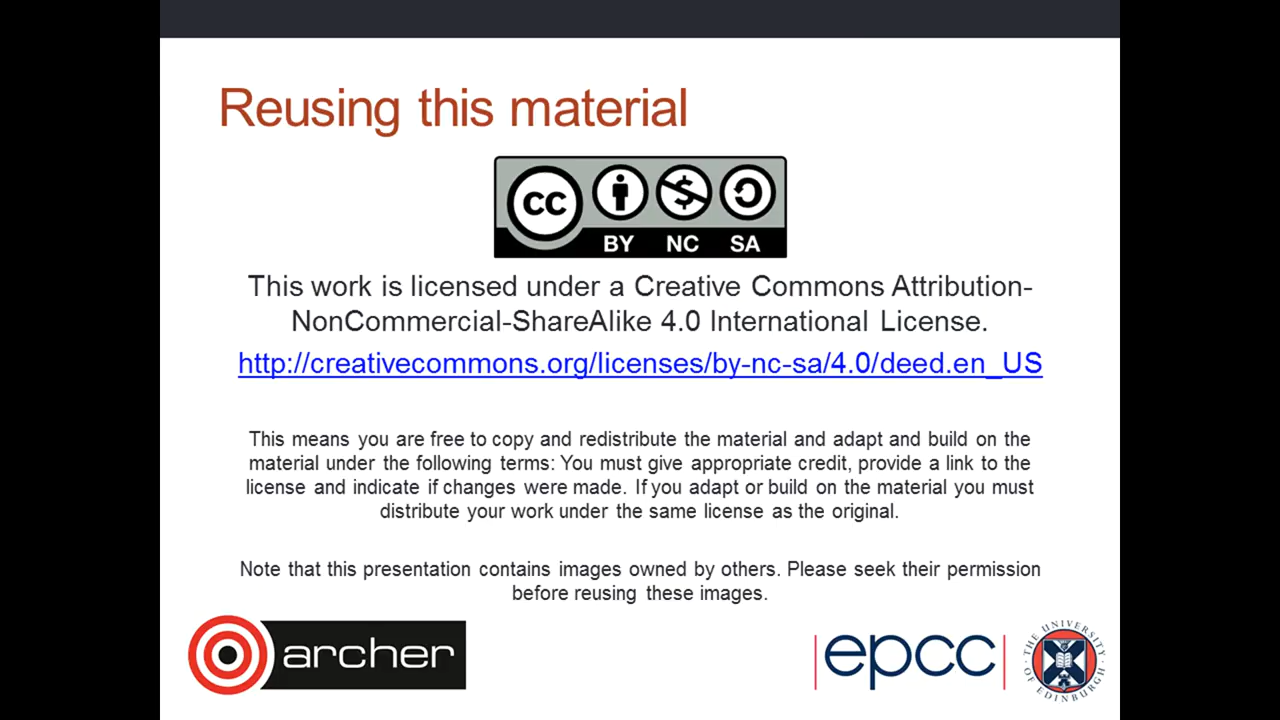 Reusing this material
CC
BY NC SA
This work is licensed under a Creative Commons Attribution-
NonCommercial-ShareAlike 4.0 International License.
http://creativecommons.org/licenses/by-nc-sa/4.0/deed.en_US
This means you are free to copy and redistribute the material and adapt and build on the
material under the following terms: You must give appropriate credit, provide a link to the
license and indicate if changes were made. If you adapt or build on the material you must
distribute your work under the same license as the original.
Note that this presentation contains images owned by others. Please seek their permission
before reusing these images.
archer
epcc
THE UNIVERSITY
OF EDINBURGH